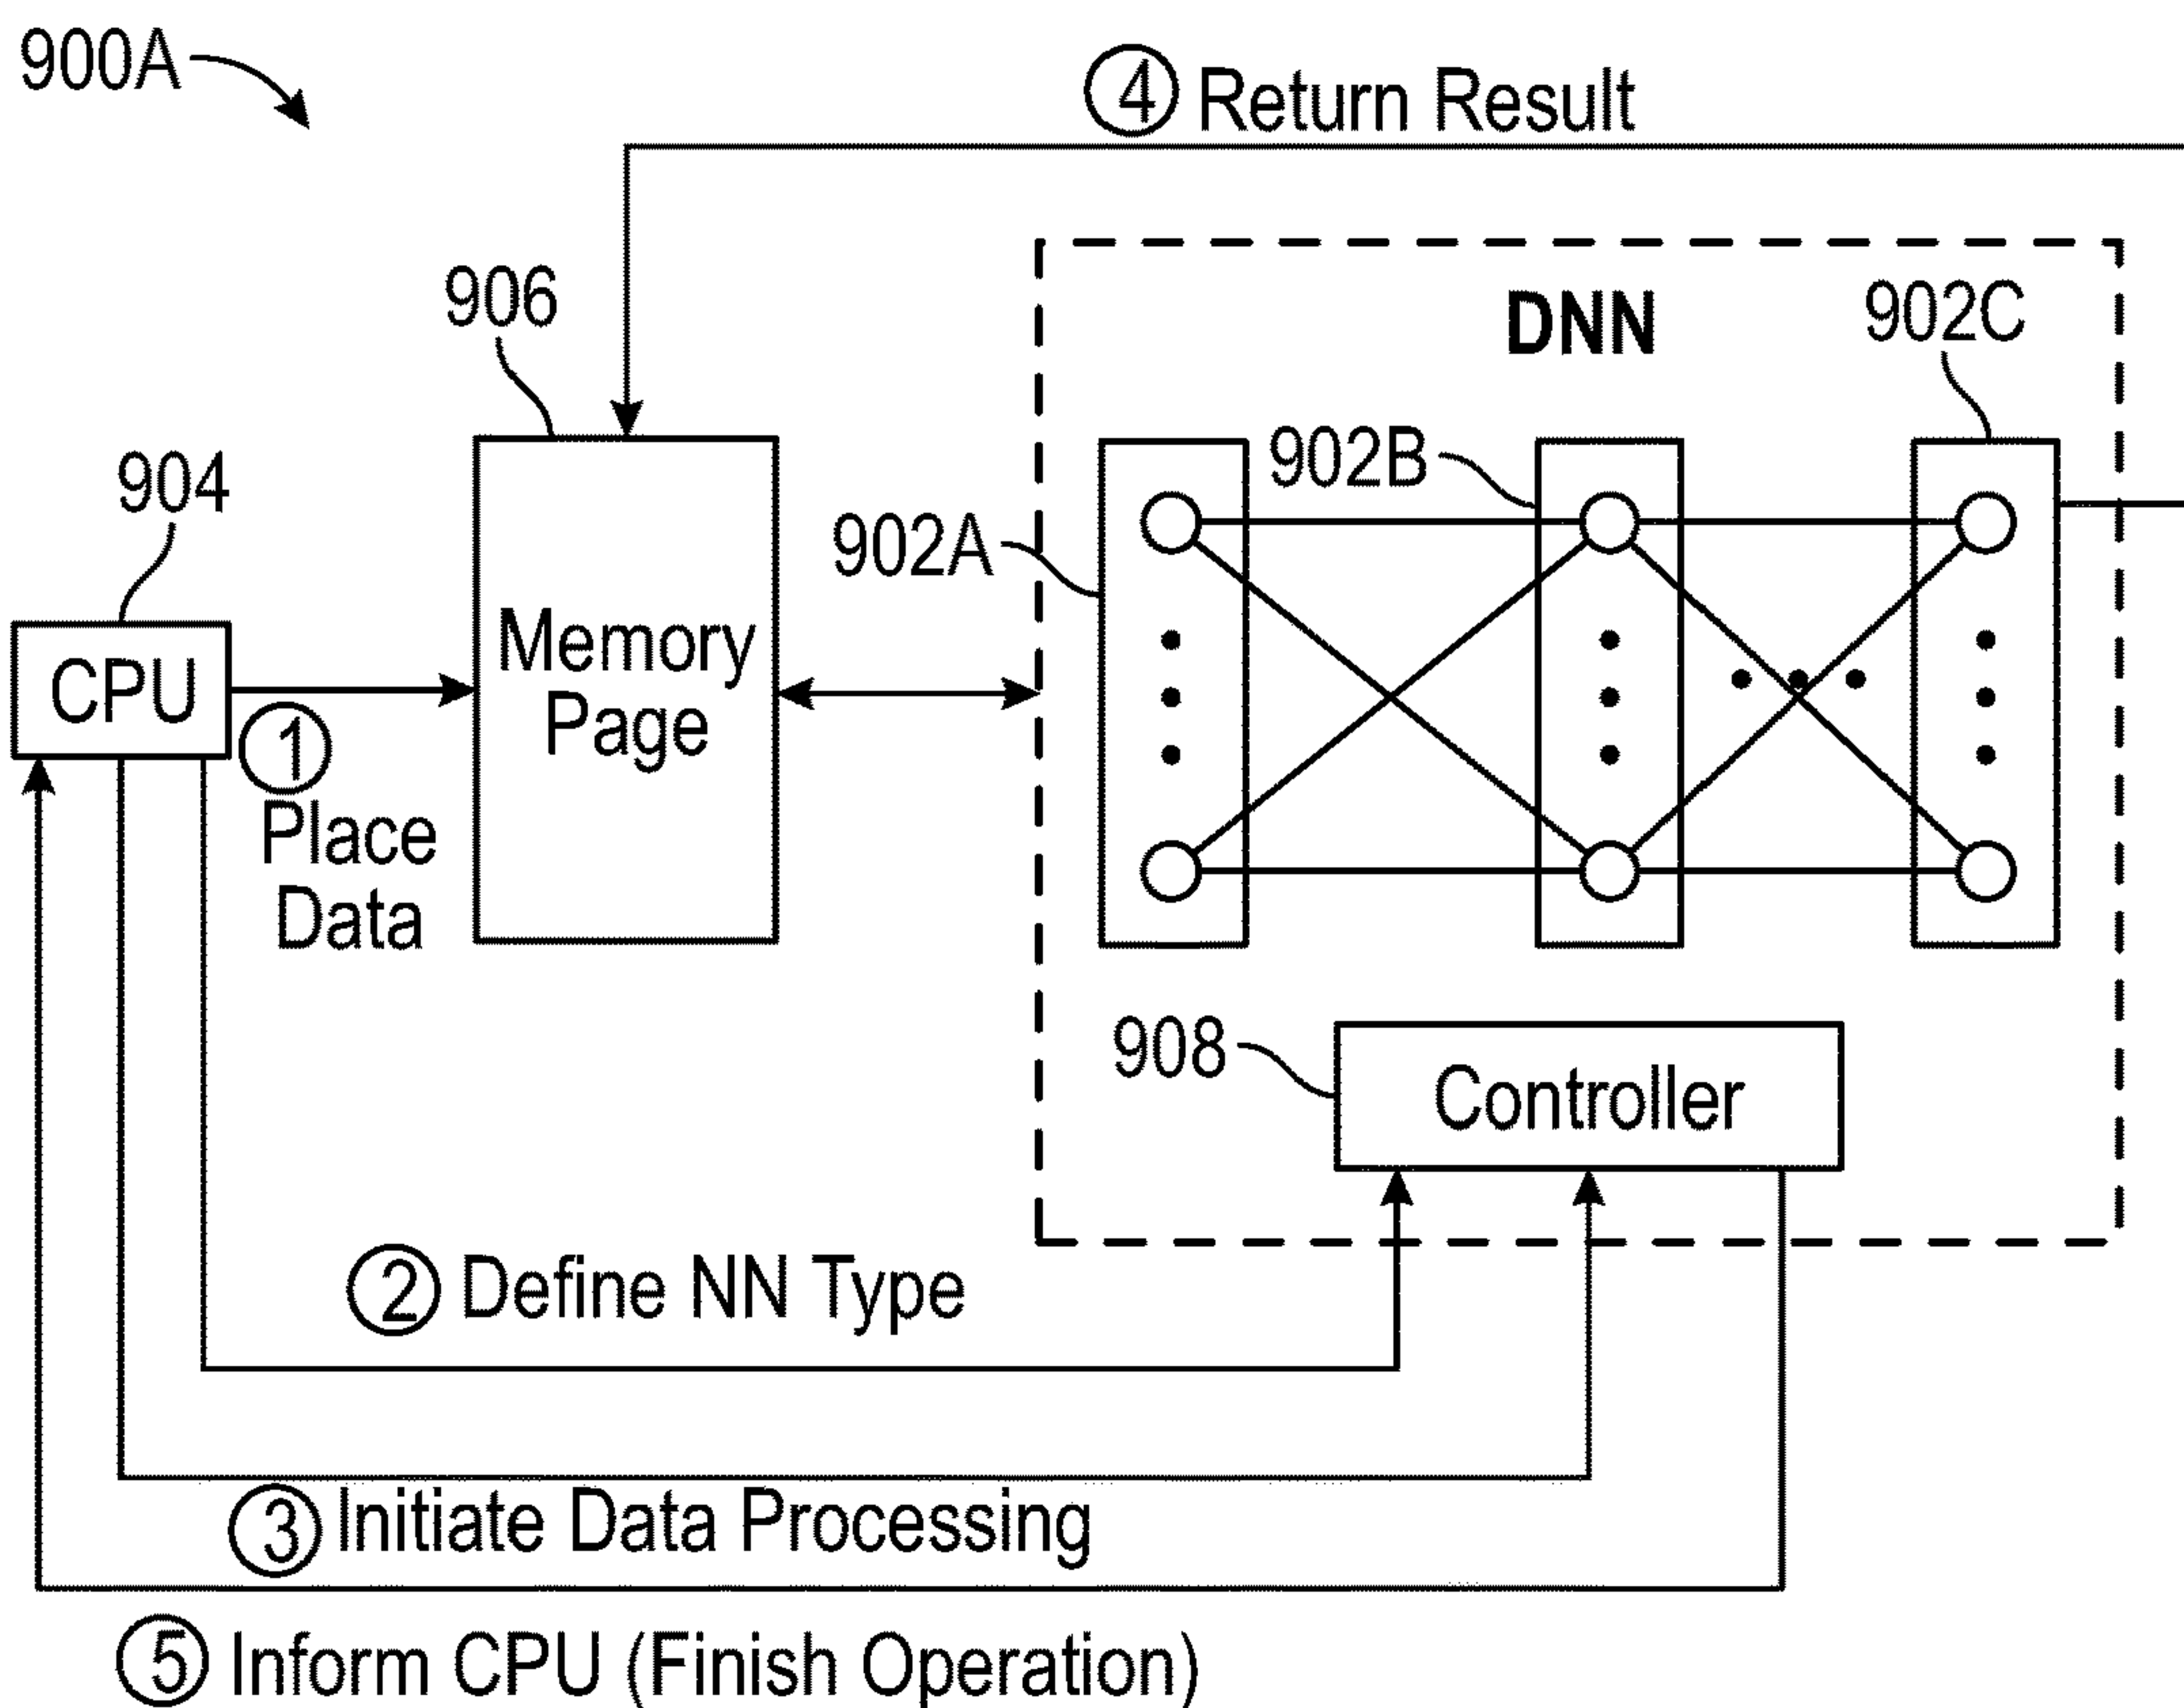 900A
④ Return Result
906
DNN
902C
904
902B
902A
CPU
Memory
Page
①
Place
Data
908
Controller
② Define NN Type
③ Initiate Data Processing
⑤ Inform CPU (Finish Operation)